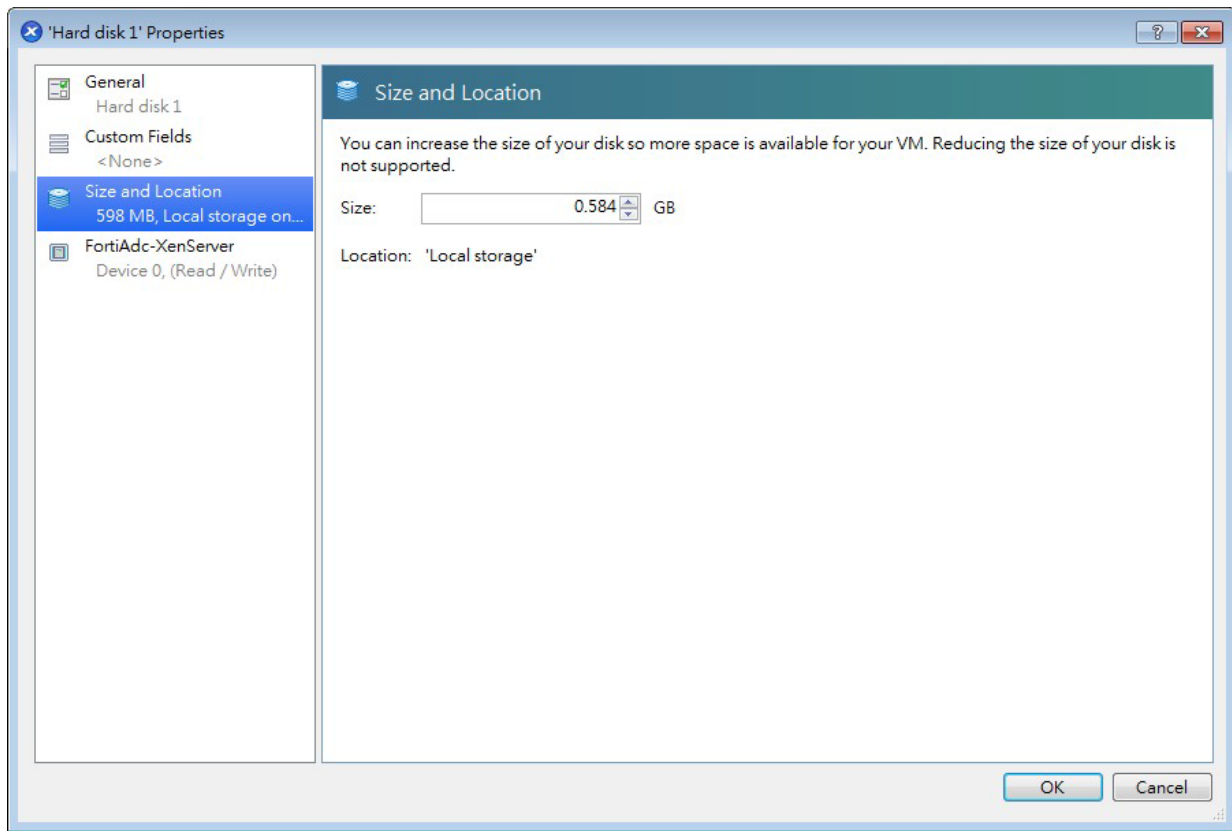 'Hard disk 1' Properties
General
Hard disk 1
Custom Fields
<None>
Size and Location
598 MB, Local storage on...
FortiAdc-XenServer
Device 0, (Read / Write)
Size and Location
You can increase the size of your disk so more space is available for your VM. Reducing the size of your disk is
not supported.
Size: 0.584 GB
Location: 'Local storage'
OK Cancel